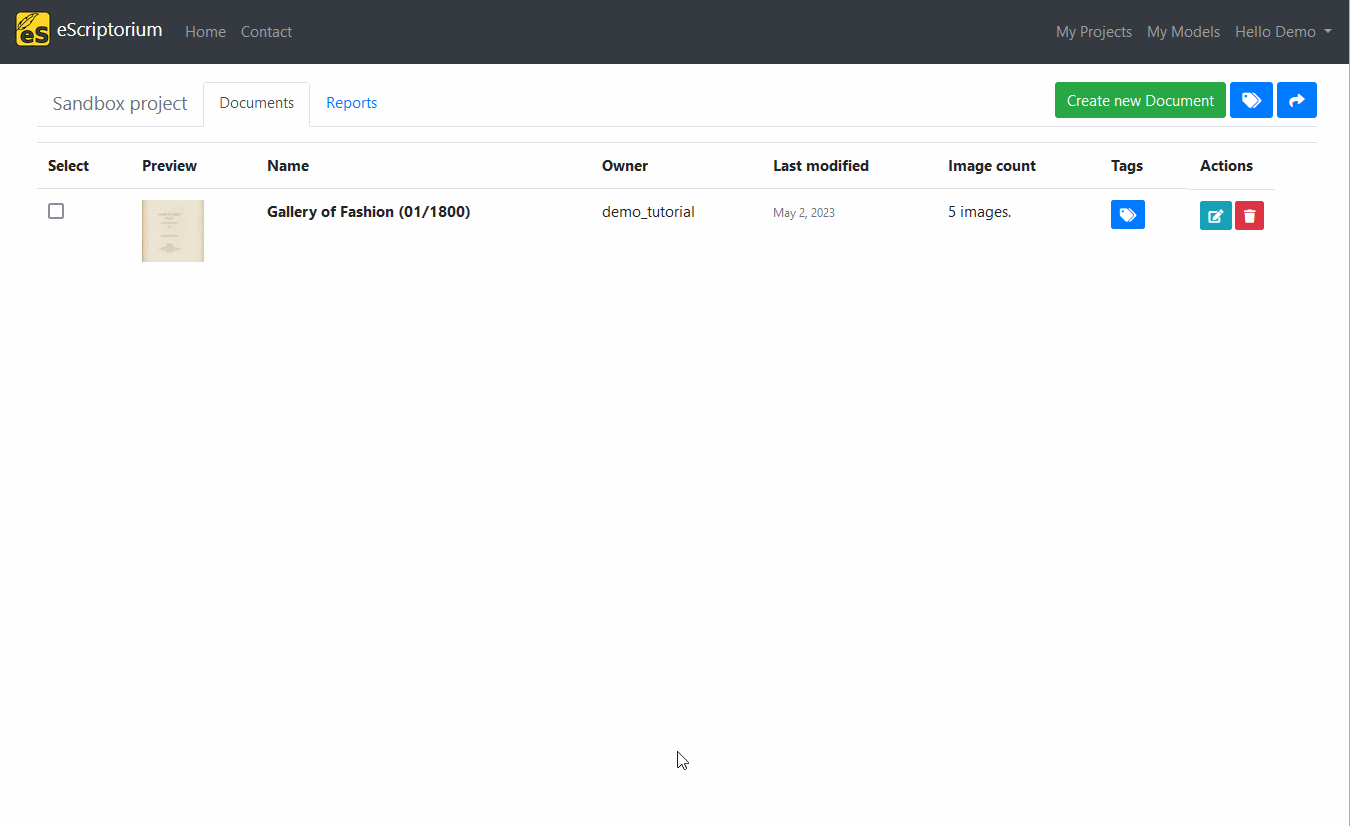 eS eScriptorium Home Contact My Projects My Models Hello Demo
Sandbox project Documents Reports Create new Document
Select Preview Name Owner Last modified Image count Tags Actions
Gallery of Fashion (01/1800) demo_tutorial May 2, 2023 5 images.